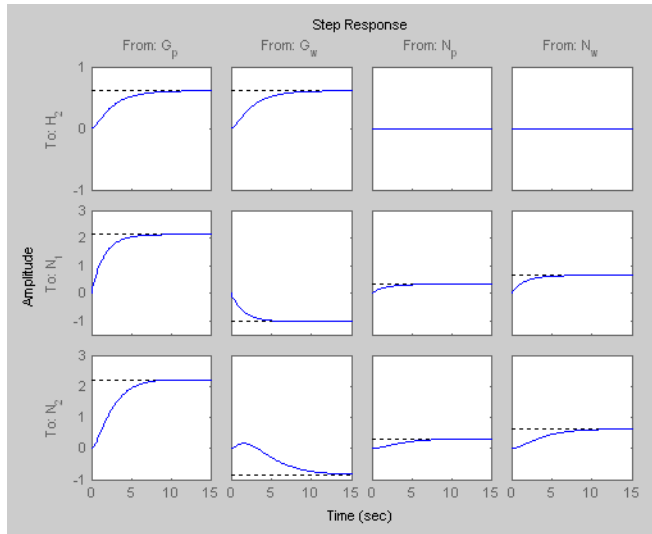 Step Response
From: G_p From: G_w From: N_p From: N_w
1
To: H_2
0
-1
3
2
To: N_1
1
0
-1
Amplitude
3
2
To: N_2
1
0
-1
0 5 10 15 0 5 10 15 0 5 10 15 0 5 10 15
Time (sec)